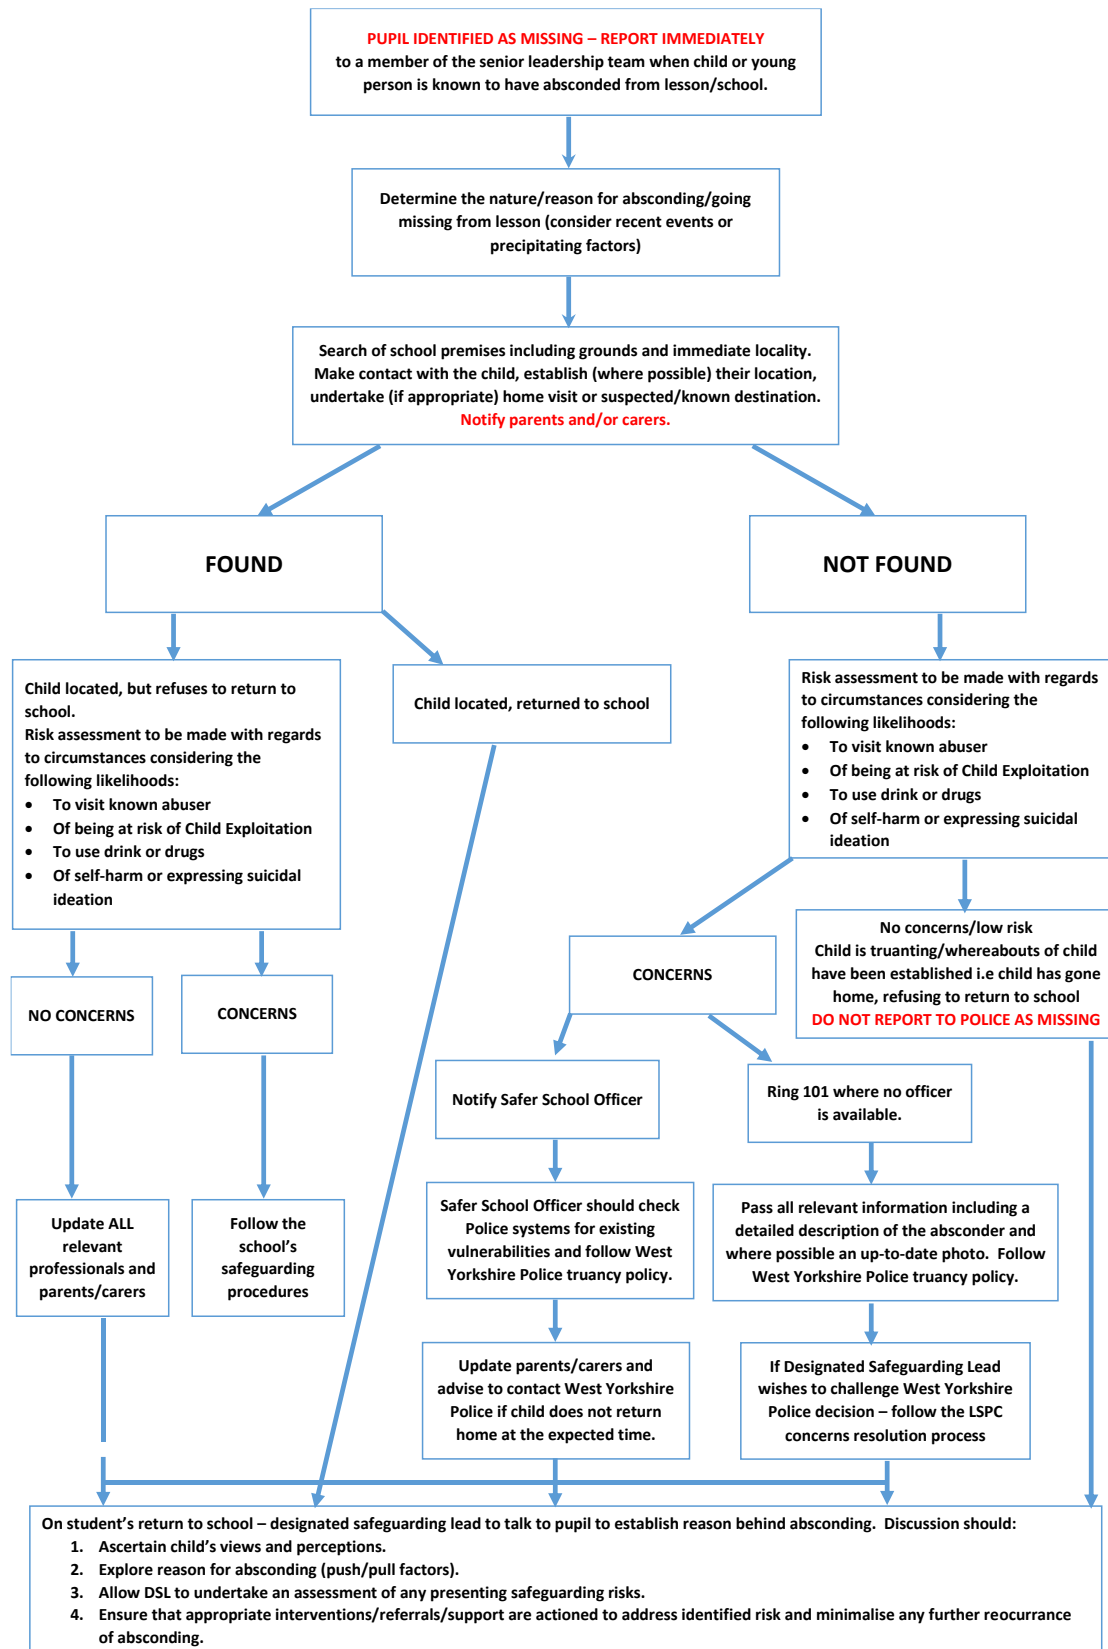 PUPIL IDENTIFIED AS MISSING – REPORT IMMEDIATELY
to a member of the senior leadership team when child or young
person is known to have absconded from lesson/school.
Determine the nature/reason for absconding/going
missing from lesson (consider recent events or
precipitating factors)
Search of school premises including grounds and immediate locality.
Make contact with the child, establish (where possible) their location,
undertake (if appropriate) home visit or suspected/known destination.
Notify parents and/or carers.
FOUND
NOT FOUND
Child located, but refuses to return to
school.
Risk assessment to be made with regards
to circumstances considering the
following likelihoods:
• To visit known abuser
• Of being at risk of Child Exploitation
• To use drink or drugs
• Of self-harm or expressing suicidal
ideation
Child located, returned to school
Risk assessment to be made with regards
to circumstances considering the
following likelihoods:
• To visit known abuser
• Of being at risk of Child Exploitation
• To use drink or drugs
• Of self-harm or expressing suicidal
ideation
NO CONCERNS
CONCERNS
CONCERNS
No concerns/low risk
Child is truanting/whereabouts of child
have been established i.e child has gone
home, refusing to return to school
DO NOT REPORT TO POLICE AS MISSING
Notify Safer School Officer
Ring 101 where no officer
is available.
Update ALL
relevant
professionals and
parents/carers
Follow the
school's
safeguarding
procedures
Safer School Officer should check
Police systems for existing
vulnerabilities and follow West
Yorkshire Police truancy policy.
Pass all relevant information including a
detailed description of the absconder and
where possible an up-to-date photo. Follow
West Yorkshire Police truancy policy.
Update parents/carers and
advise to contact West Yorkshire
Police if child does not return
home at the expected time.
If Designated Safeguarding Lead
wishes to challenge West Yorkshire
Police decision – follow the LSPC
concerns resolution process
On student's return to school – designated safeguarding lead to talk to pupil to establish reason behind absconding. Discussion should:
1. Ascertain child's views and perceptions.
2. Explore reason for absconding (push/pull factors).
3. Allow DSL to undertake an assessment of any presenting safeguarding risks.
4. Ensure that appropriate interventions/referrals/support are actioned to address identified risk and minimalise any further reocurrance
of absconding.